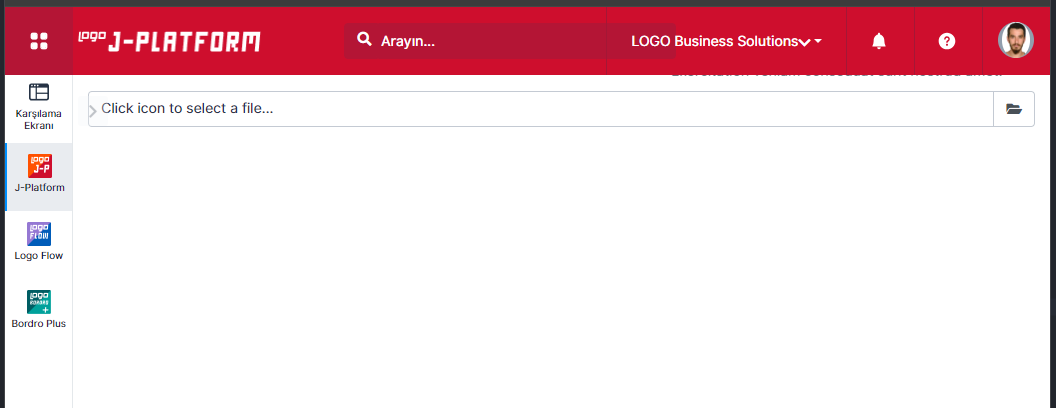 logo J-PLATFORM
Arayın...
LOGO Business Solutions
Karşılama
Ekranı
Click icon to select a file...
logo
J-P
J-Platform
logo
FLOW
Logo Flow
logo
BORDRO
+
Bordro Plus